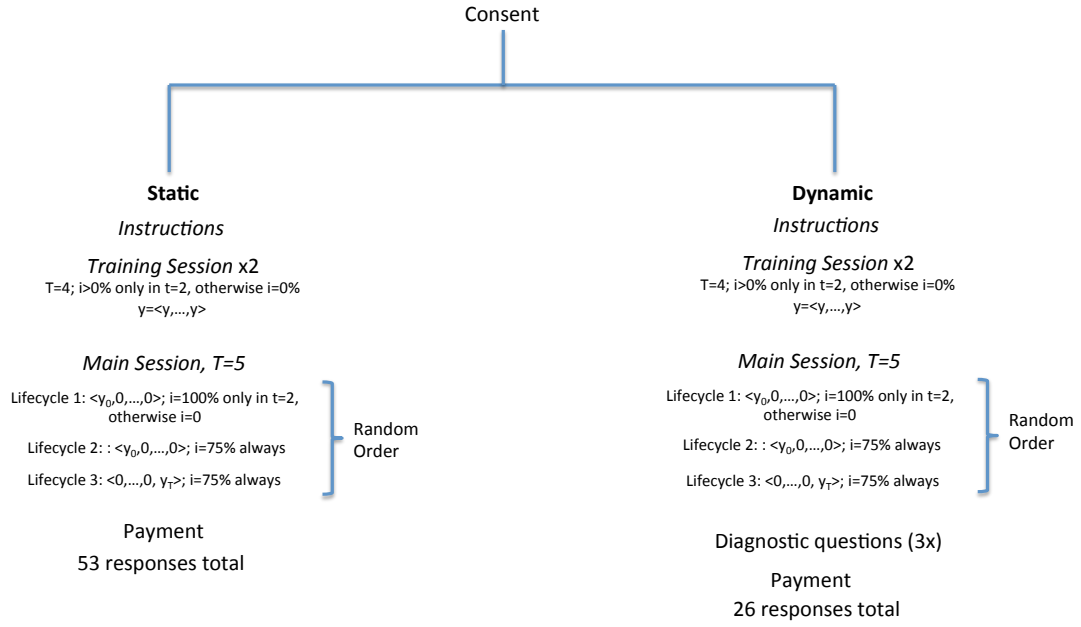 Consent
Static
Instructions
Training Session x2
T=4; i>0% only in t=2, otherwise i=0%
y=<y,…,y>
Main Session, T=5
Lifecycle 1: <y₀,0,…,0>; i=100% only in t=2,
otherwise i=0
Lifecycle 2: : <y₀,0,…,0>; i=75% always
Lifecycle 3: <0,…,0, y_T>; i=75% always
Random
Order
Payment
53 responses total
Dynamic
Instructions
Training Session x2
T=4; i>0% only in t=2, otherwise i=0%
y=<y,…,y>
Main Session, T=5
Lifecycle 1: <y₀,0,…,0>; i=100% only in t=2,
otherwise i=0
Lifecycle 2: : <y₀,0,…,0>; i=75% always
Lifecycle 3: <0,…,0, y_T>; i=75% always
Random
Order
Diagnostic questions (3x)
Payment
26 responses total